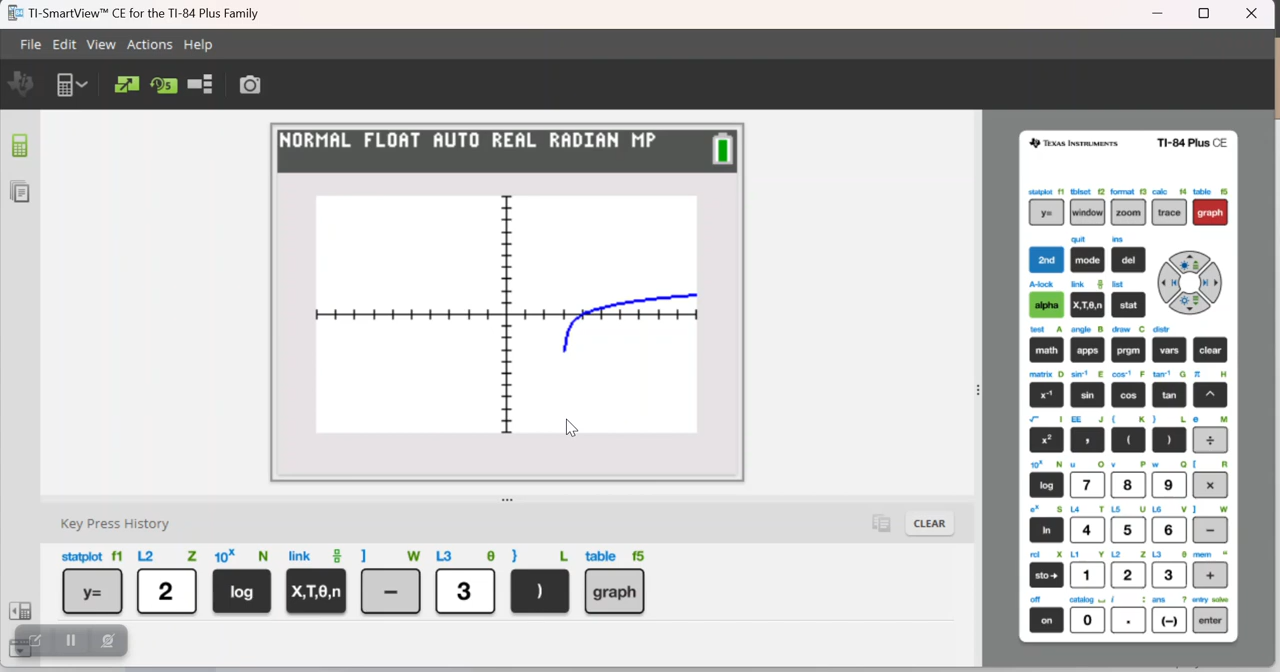 TI-SmartView™ CE for the TI-84 Plus Family
File Edit View Actions Help
NORMAL FLOAT AUTO REAL RADIAN MP
TEXAS INSTRUMENTS TI-84 Plus CE
statplot f1 tblset f2 format f3 calc f4 table f5
y= window zoom trace graph
quit ins
2nd mode del
A-lock link list
alpha X,T,θ,n stat
test A angle B draw C distr
math apps prgm vars clear
matrix D sin⁻¹ E cos⁻¹ F tan⁻¹ G π H
x⁻¹ sin cos tan ^
√ I EE J { K } L e M
x² , ( ) ÷
10ˣ N u O v P w Q [ R
log 7 8 9 ×
eˣ S L4 T L5 U L6 V ] W
ln 4 5 6 −
rcl X L1 Y L2 Z L3 θ mem "
sto→ 1 2 3 +
off catalog i : ans ? entry solve
on 0 . (−) enter
Key Press History
CLEAR
statplot f1 L2 Z 10ˣ N link ] W L3 θ } L table f5
y= 2 log X,T,θ,n − 3 ) graph